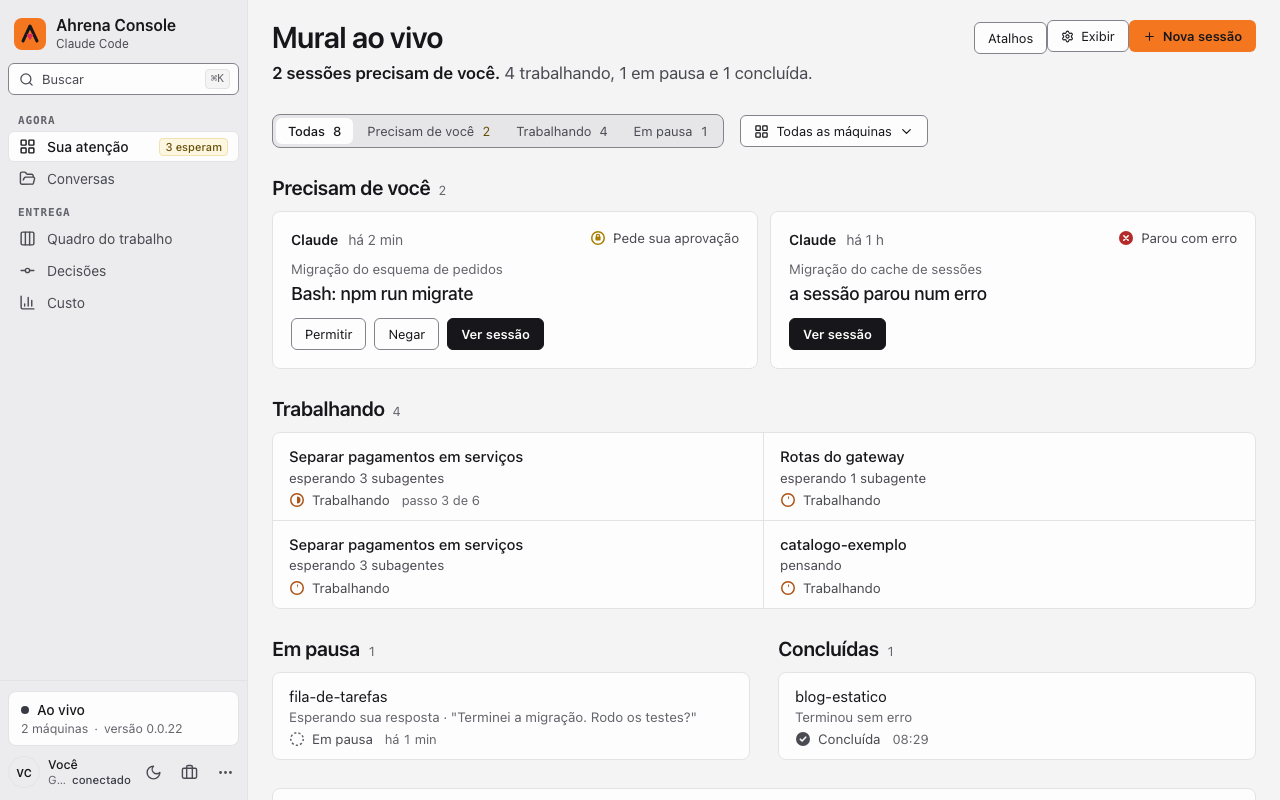 Ahrena Console
Claude Code
Buscar ⌘K
AGORA
Sua atenção 3 esperam
Conversas
ENTREGA
Quadro do trabalho
Decisões
Custo
Ao vivo
2 máquinas · versão 0.0.22
VC Você
G… conectado
Mural ao vivo
Atalhos Exibir + Nova sessão
2 sessões precisam de você. 4 trabalhando, 1 em pausa e 1 concluída.
Todas 8 Precisam de você 2 Trabalhando 4 Em pausa 1 Todas as máquinas
Precisam de você 2
Claude há 2 min Pede sua aprovação
Migração do esquema de pedidos
Bash: npm run migrate
Permitir Negar Ver sessão
Claude há 1 h Parou com erro
Migração do cache de sessões
a sessão parou num erro
Ver sessão
Trabalhando 4
Separar pagamentos em serviços
esperando 3 subagentes
Trabalhando passo 3 de 6
Rotas do gateway
esperando 1 subagente
Trabalhando
Separar pagamentos em serviços
esperando 3 subagentes
Trabalhando
catalogo-exemplo
pensando
Trabalhando
Em pausa 1
fila-de-tarefas
Esperando sua resposta · "Terminei a migração. Rodo os testes?"
Em pausa há 1 min
Concluídas 1
blog-estatico
Terminou sem erro
Concluída 08:29